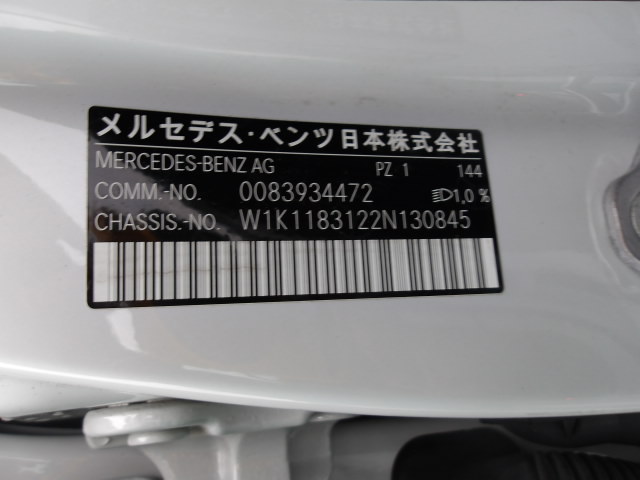 メルセデス・ベンツ日本株式会社
MERCEDES-BENZ AG PZ 1 144
COMM.-NO. 0083934472 1,0 %
CHASSIS.-NO. W1K1183122N130845